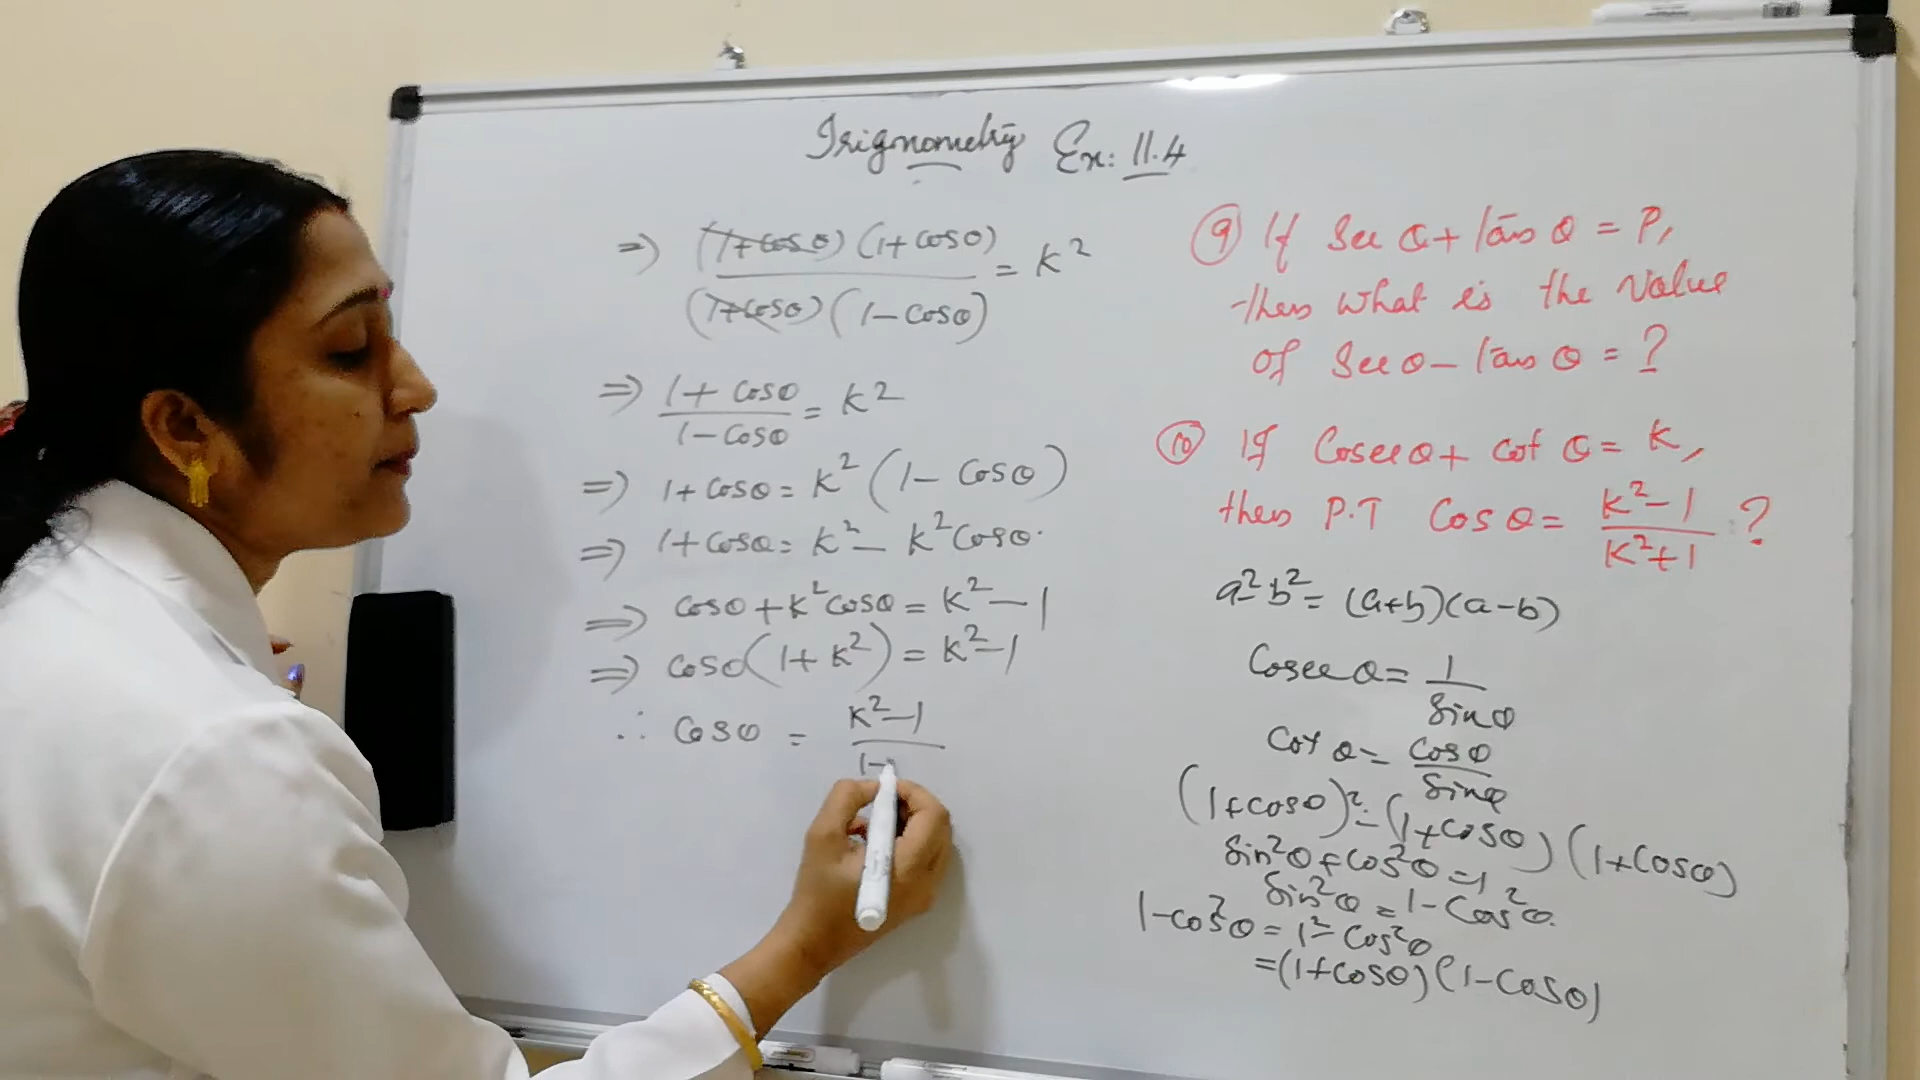 Trignometry Ex: 11.4
=> (1+cosθ)(1+cosθ) / (1+cosθ)(1-cosθ) = K²
=> 1+cosθ / 1-cosθ = K²
=> 1+cosθ = K²(1-cosθ)
=> 1+cosθ = K² - K²cosθ.
=> cosθ+K²cosθ = K²-1
=> cosθ(1+K²) = K²-1
∴ cosθ = K²-1 / 1-
⑨ If Sec θ + tan θ = P,
then what is the value
of Sec θ - tan θ = ?
⑩ If Cosec θ + cot θ = K,
then P.T Cos θ = K²-1 / K²+1 ?
a²-b² = (a+b)(a-b)
Cosec θ = 1 / Sin θ
Cot θ = Cos θ / Sin θ
(1+cosθ)² = (1+cosθ)(1+cosθ)
Sin²θ + Cos²θ = 1
Sin²θ = 1-Cos²θ.
1-cos²θ = 1²-Cos²θ
=(1+cosθ)(1-cosθ)